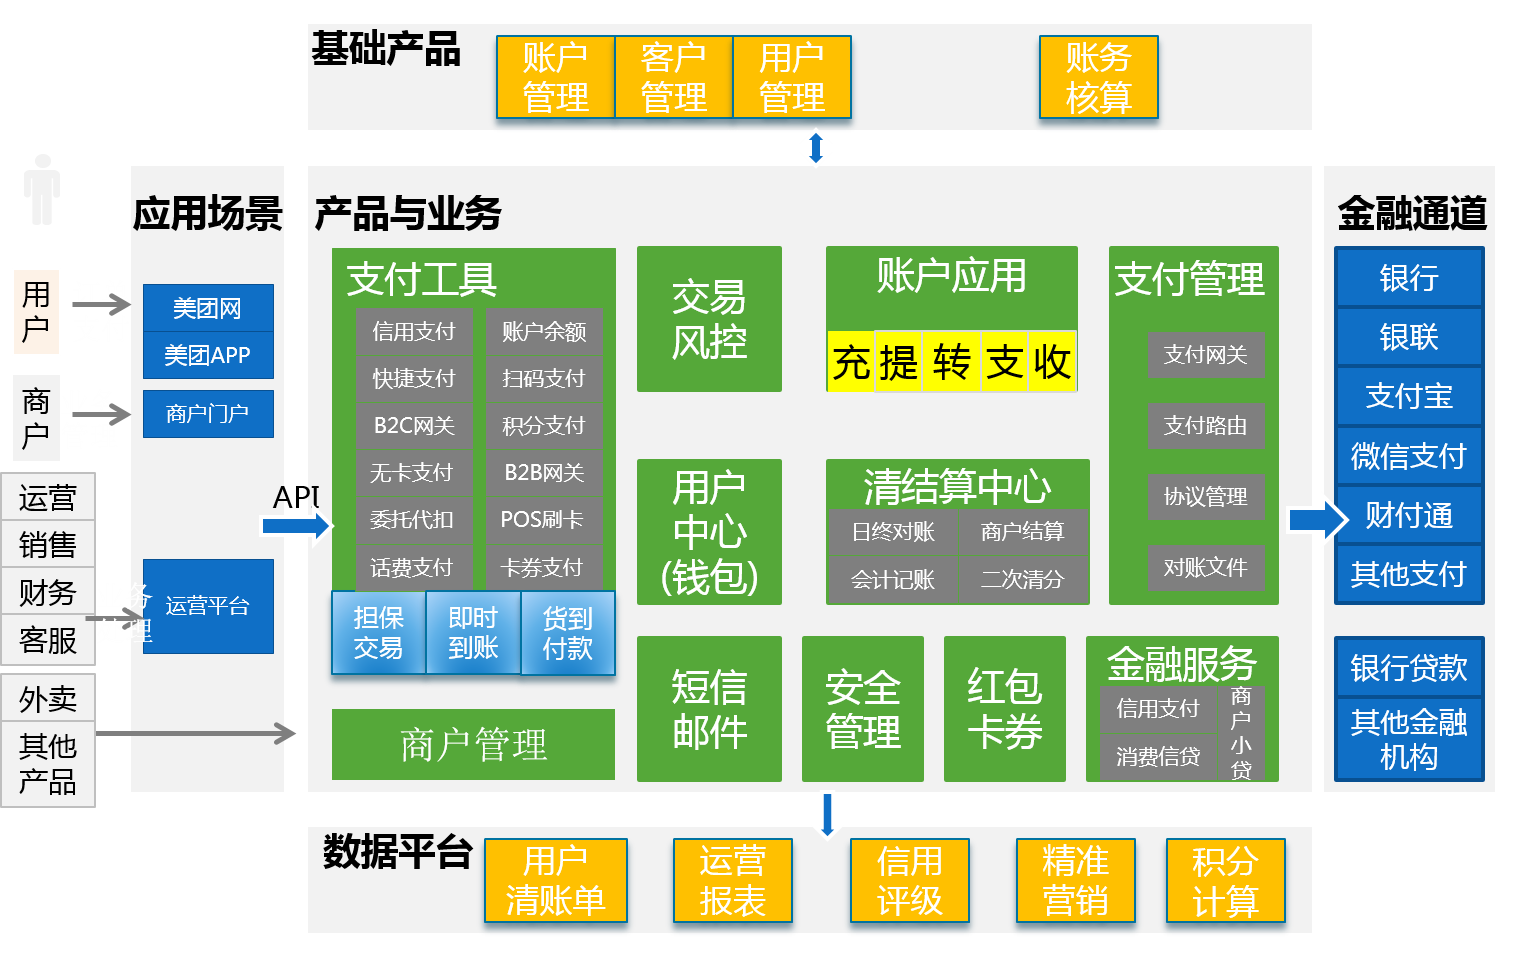 基础产品
账户
管理
客户
管理
用户
管理
账务
核算
应用场景
产品与业务
金融通道
用
户
商
户
运营
销售
财务
客服
外卖
其他
产品
美团网
美团APP
商户门户
运营平台
务
理
API
支付工具
信用支付
账户余额
快捷支付
扫码支付
B2C网关
积分支付
无卡支付
B2B网关
委托代扣
POS刷卡
话费支付
卡券支付
担保
交易
即时
到账
货到
付款
商户管理
交易
风控
账户应用
充
提
转
支
收
支付管理
支付网关
支付路由
协议管理
对账文件
用户
中心
(钱包)
清结算中心
日终对账
商户结算
会计记账
二次清分
短信
邮件
安全
管理
红包
卡券
金融服务
信用支付
消费信贷
商
户
小
贷
银行
银联
支付宝
微信支付
财付通
其他支付
银行贷款
其他金融
机构
数据平台
用户
清账单
运营
报表
信用
评级
精准
营销
积分
计算